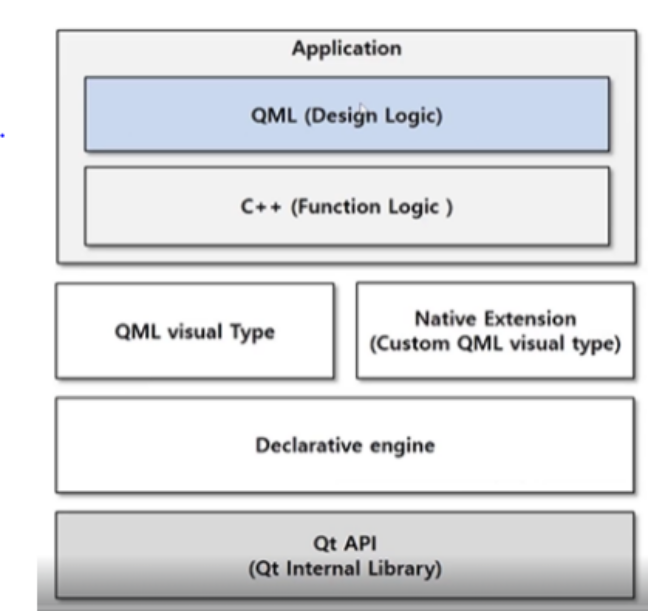 Application
QML (Design Logic)
C++ (Function Logic )
QML visual Type
Native Extension
(Custom QML visual type)
Declarative engine
Qt API
(Qt Internal Library)